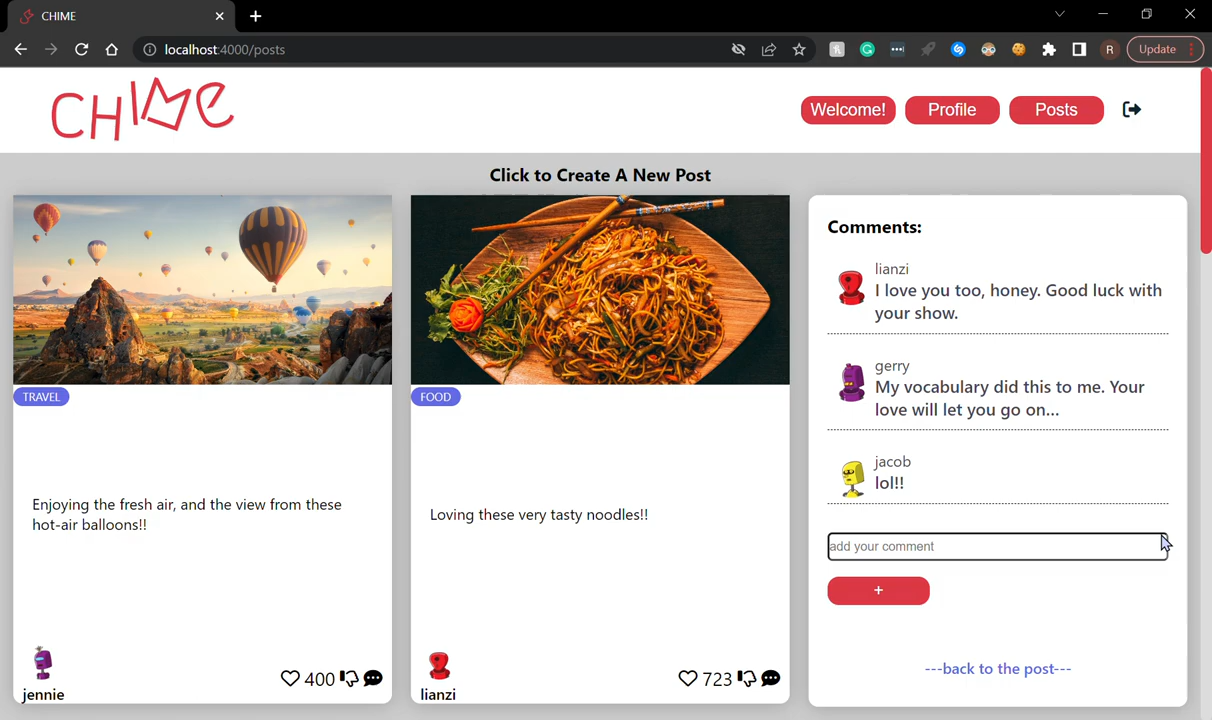 CHIME
localhost:4000/posts
R
Update
CHIME
Welcome!
Profile
Posts
Click to Create A New Post
TRAVEL
Enjoying the fresh air, and the view from these
hot-air balloons!!
jennie
400
FOOD
Loving these very tasty noodles!!
lianzi
723
Comments:
lianzi
I love you too, honey. Good luck with
your show.
gerry
My vocabulary did this to me. Your
love will let you go on...
jacob
lol!!
add your comment
+
---back to the post---